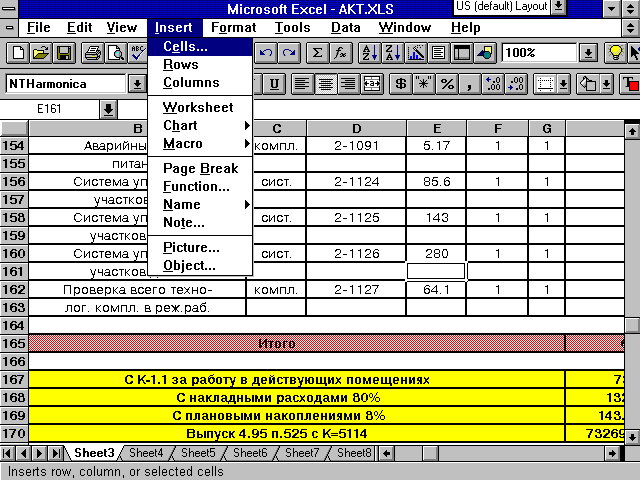 Microsoft Excel - AKT.XLS
US (default) Layout
File Edit View Insert Format Tools Data Window Help
100%
NTHarmonica
E161
Cells...
Rows
Columns
Worksheet
Chart
Macro
Page Break
Function...
Name
Note...
Picture...
Object...
B C D E F G
154 Аварийны компл. 2-1091 5.17 1 1
155 питан
156 Система уп сист. 2-1124 85.6 1 1
157 участков
158 Система уп сист. 2-1125 143 1 1
159 участков
160 Система уп сист. 2-1126 280 1 1
161 участков
162 Проверка всего техно- компл. 2-1127 64.1 1 1
163 лог. компл. в реж.раб.
164
165 Итого
166
167 С К-1.1 за работу в действующих помещениях 73
168 С накладными расходами 80% 132
169 С плановыми накоплениями 8% 143.
170 Выпуск 4.95 п.525 с К=5114 73269
Sheet3 Sheet4 Sheet5 Sheet6 Sheet7 Sheet8
Inserts row, column, or selected cells